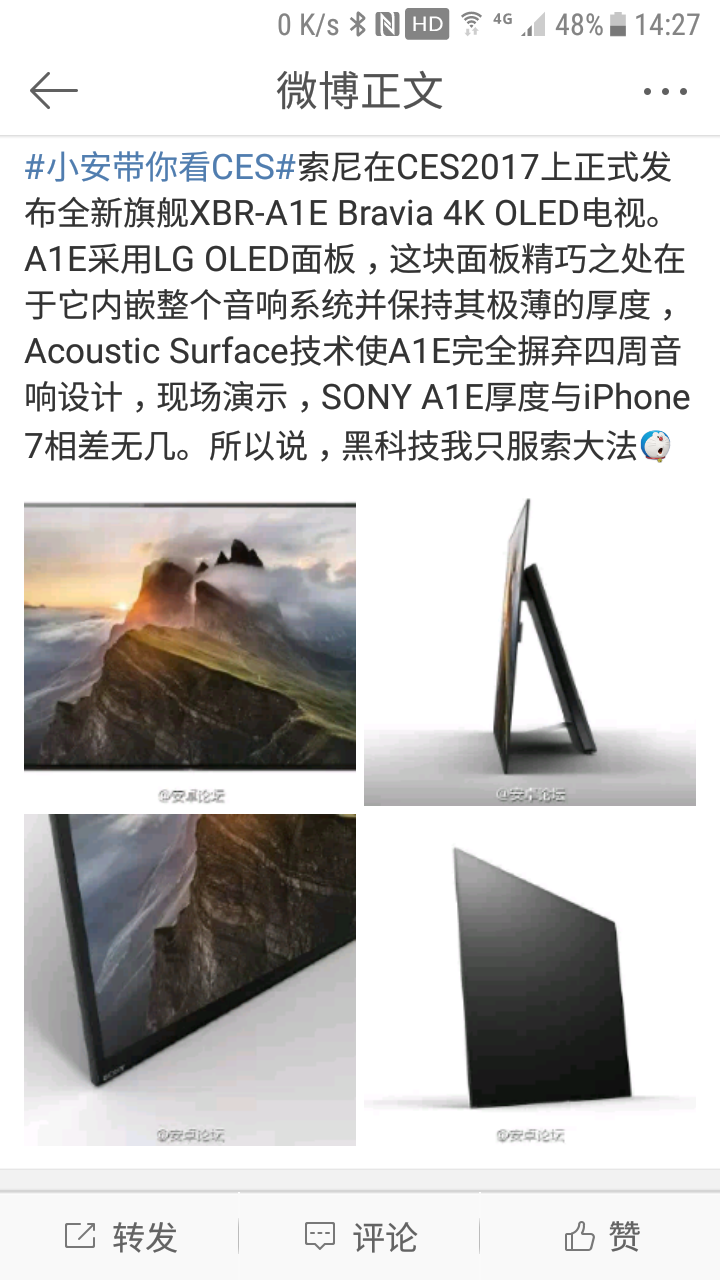 0 K/s HD 4G 48% 14:27
微博正文
#小安带你看CES#索尼在CES2017上正式发
布全新旗舰XBR-A1E Bravia 4K OLED电视。
A1E采用LG OLED面板，这块面板精巧之处在
于它内嵌整个音响系统并保持其极薄的厚度，
Acoustic Surface技术使A1E完全摒弃四周音
响设计，现场演示，SONY A1E厚度与iPhone
7相差无几。所以说，黑科技我只服索大法
@安卓论坛
@安卓论坛
SONY
@安卓论坛
@安卓论坛
转发
评论
赞